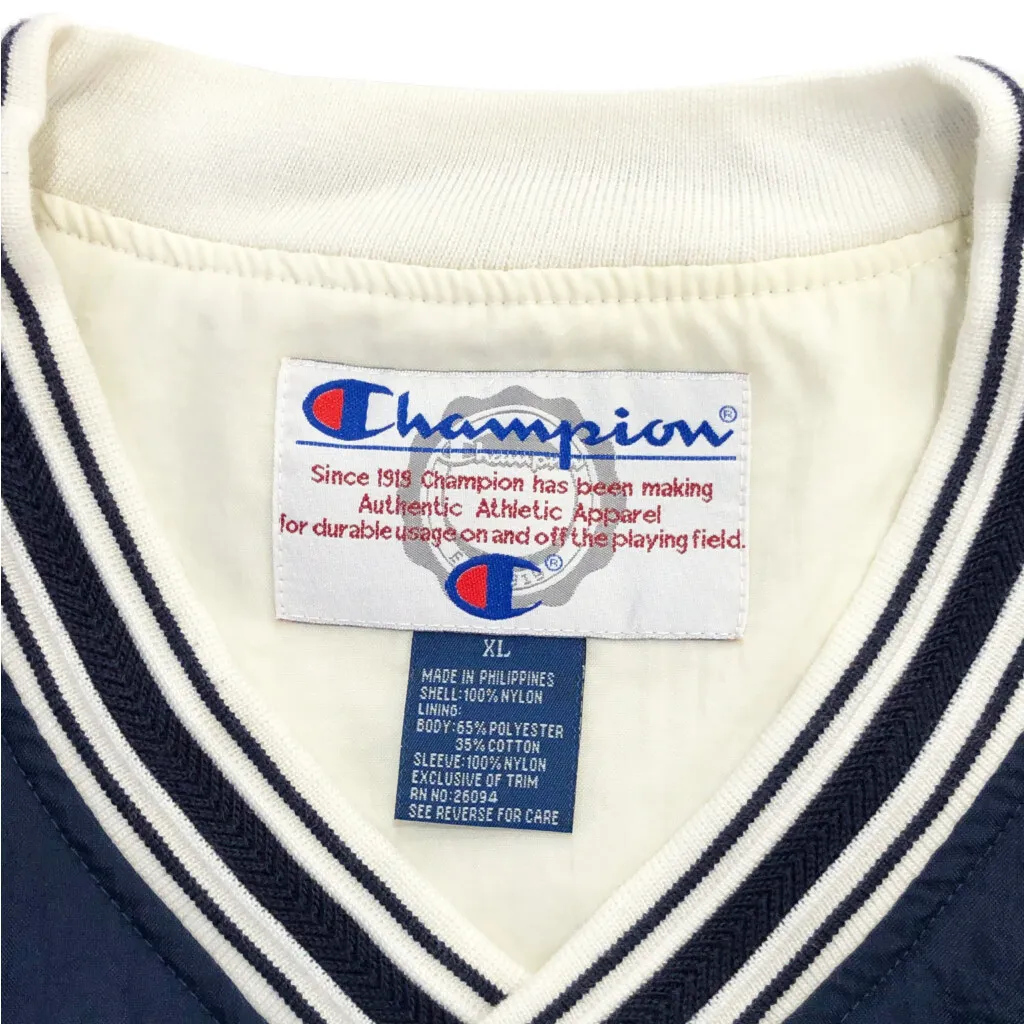 Champion®
Champion
Since 1919 Champion has been making
Authentic Athletic Apparel
for durable usage on and off the playing field.
®
XL
MADE IN PHILIPPINES
SHELL:100% NYLON
LINING:
BODY:65% POLYESTER
35% COTTON
SLEEVE:100% NYLON
EXCLUSIVE OF TRIM
RN NO:26094
SEE REVERSE FOR CARE